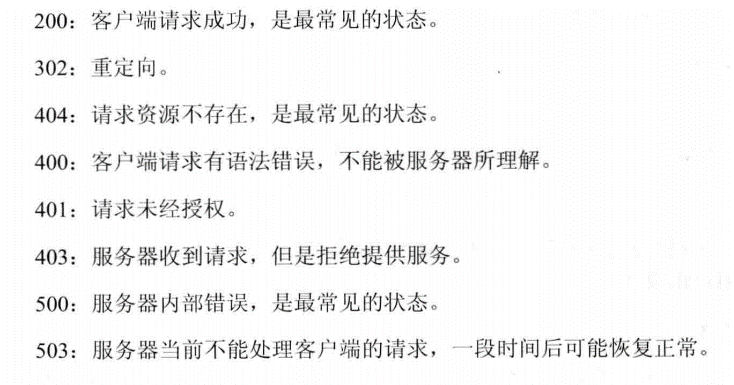 200：客户端请求成功，是最常见的状态。
302：重定向。
404：请求资源不存在，是最常见的状态。
400：客户端请求有语法错误，不能被服务器所理解。
401：请求未经授权。
403：服务器收到请求，但是拒绝提供服务。
500：服务器内部错误，是最常见的状态。
503：服务器当前不能处理客户端的请求，一段时间后可能恢复正常。